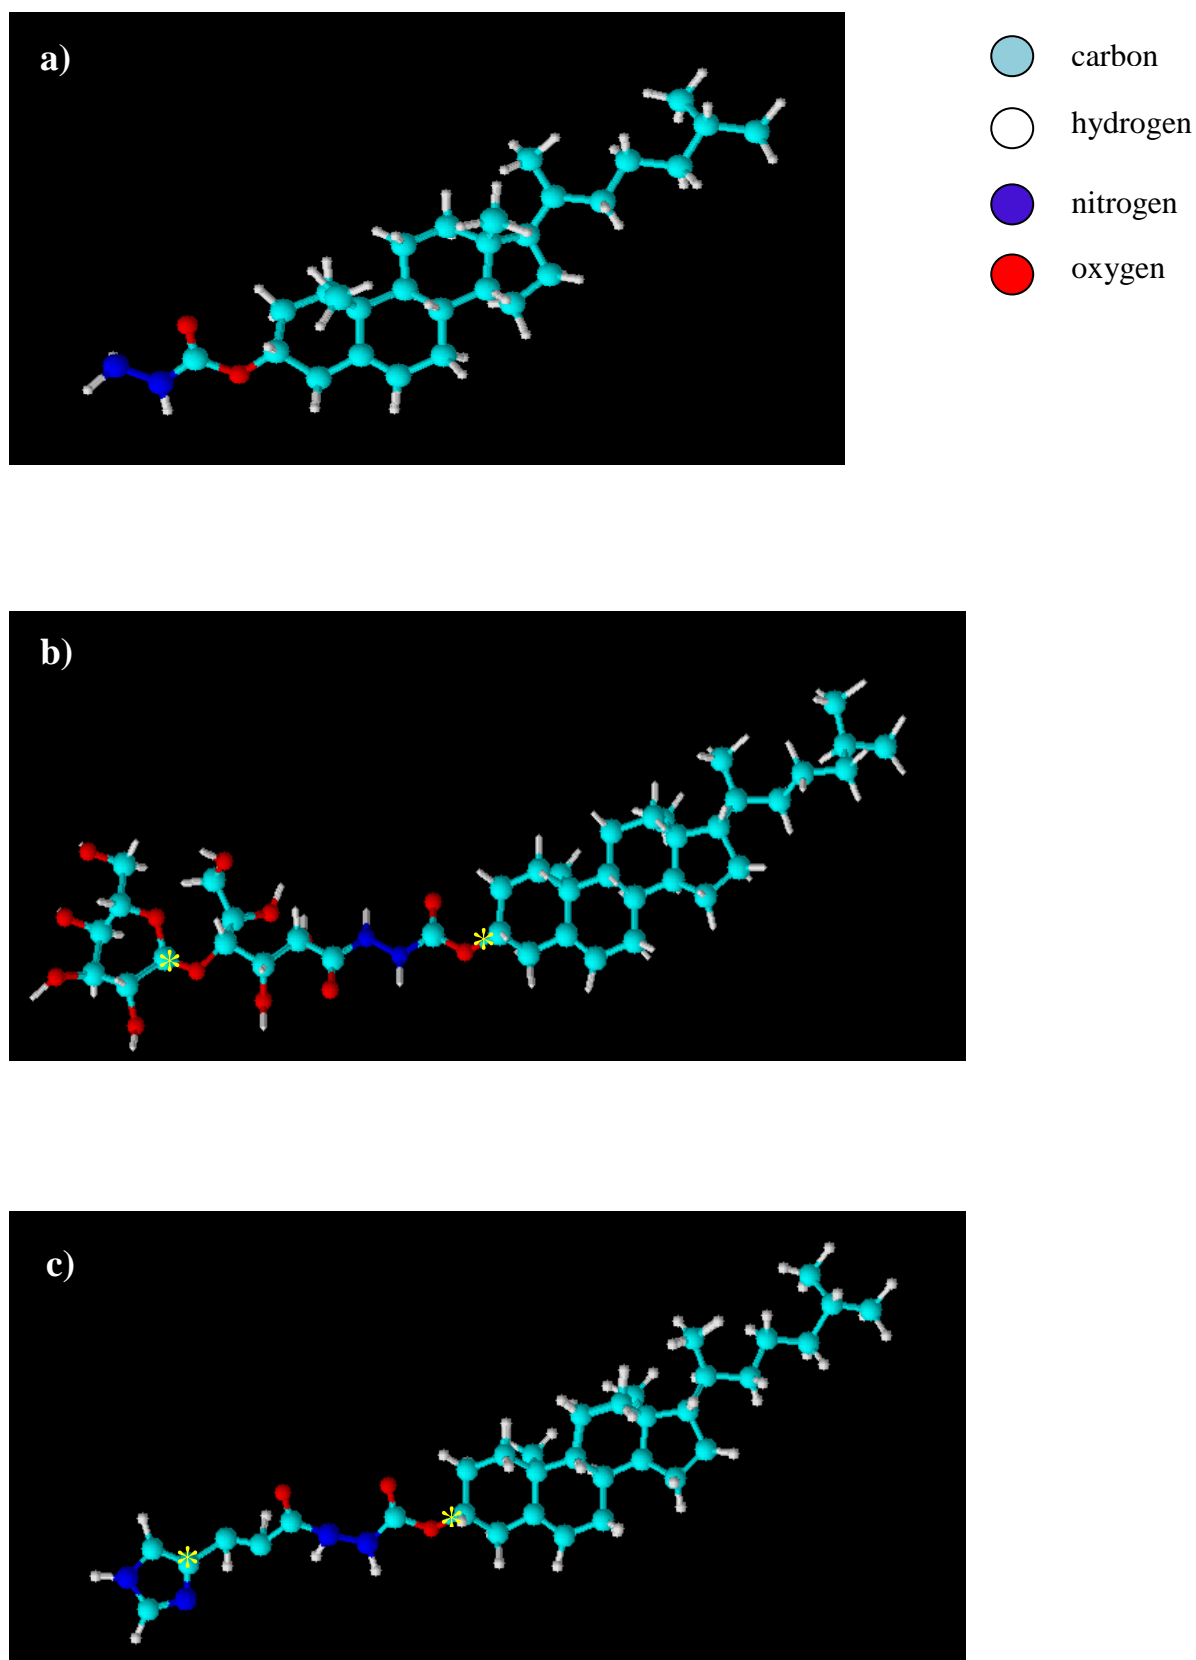 a)
carbon
hydrogen
nitrogen
oxygen
b)
*
*
c)
*
*